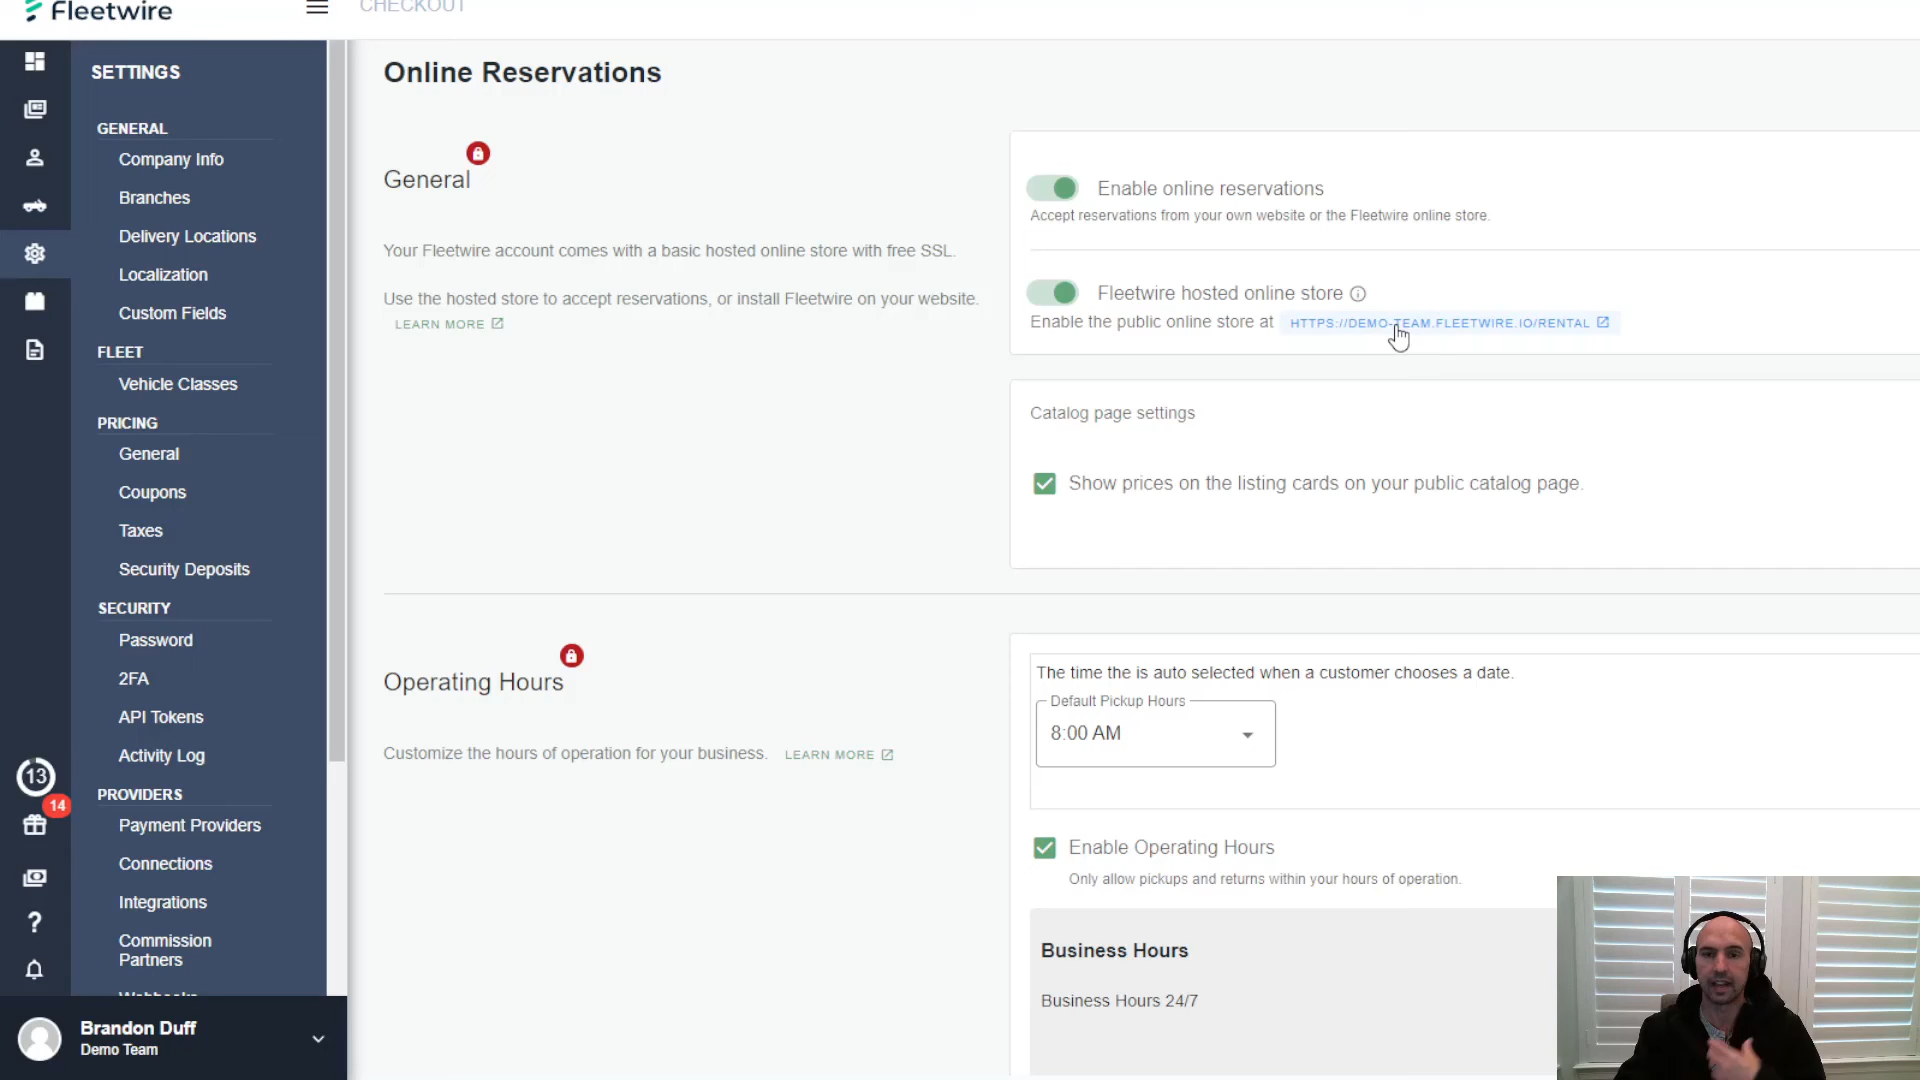 Fleetwire
CHECKOUT
SETTINGS
GENERAL
Company Info
Branches
Delivery Locations
Localization
Custom Fields
FLEET
Vehicle Classes
PRICING
General
Coupons
Taxes
Security Deposits
SECURITY
Password
2FA
API Tokens
Activity Log
PROVIDERS
Payment Providers
Connections
Integrations
Commission
Partners
Webhooks
13
14
?
Brandon Duff
Demo Team
Online Reservations
General
Your Fleetwire account comes with a basic hosted online store with free SSL.
Use the hosted store to accept reservations, or install Fleetwire on your website.
LEARN MORE
Enable online reservations
Accept reservations from your own website or the Fleetwire online store.
Fleetwire hosted online store
Enable the public online store at HTTPS://DEMO-TEAM.FLEETWIRE.IO/RENTAL
Catalog page settings
Show prices on the listing cards on your public catalog page.
Operating Hours
Customize the hours of operation for your business. LEARN MORE
The time the is auto selected when a customer chooses a date.
Default Pickup Hours
8:00 AM
Enable Operating Hours
Only allow pickups and returns within your hours of operation.
Business Hours
Business Hours 24/7